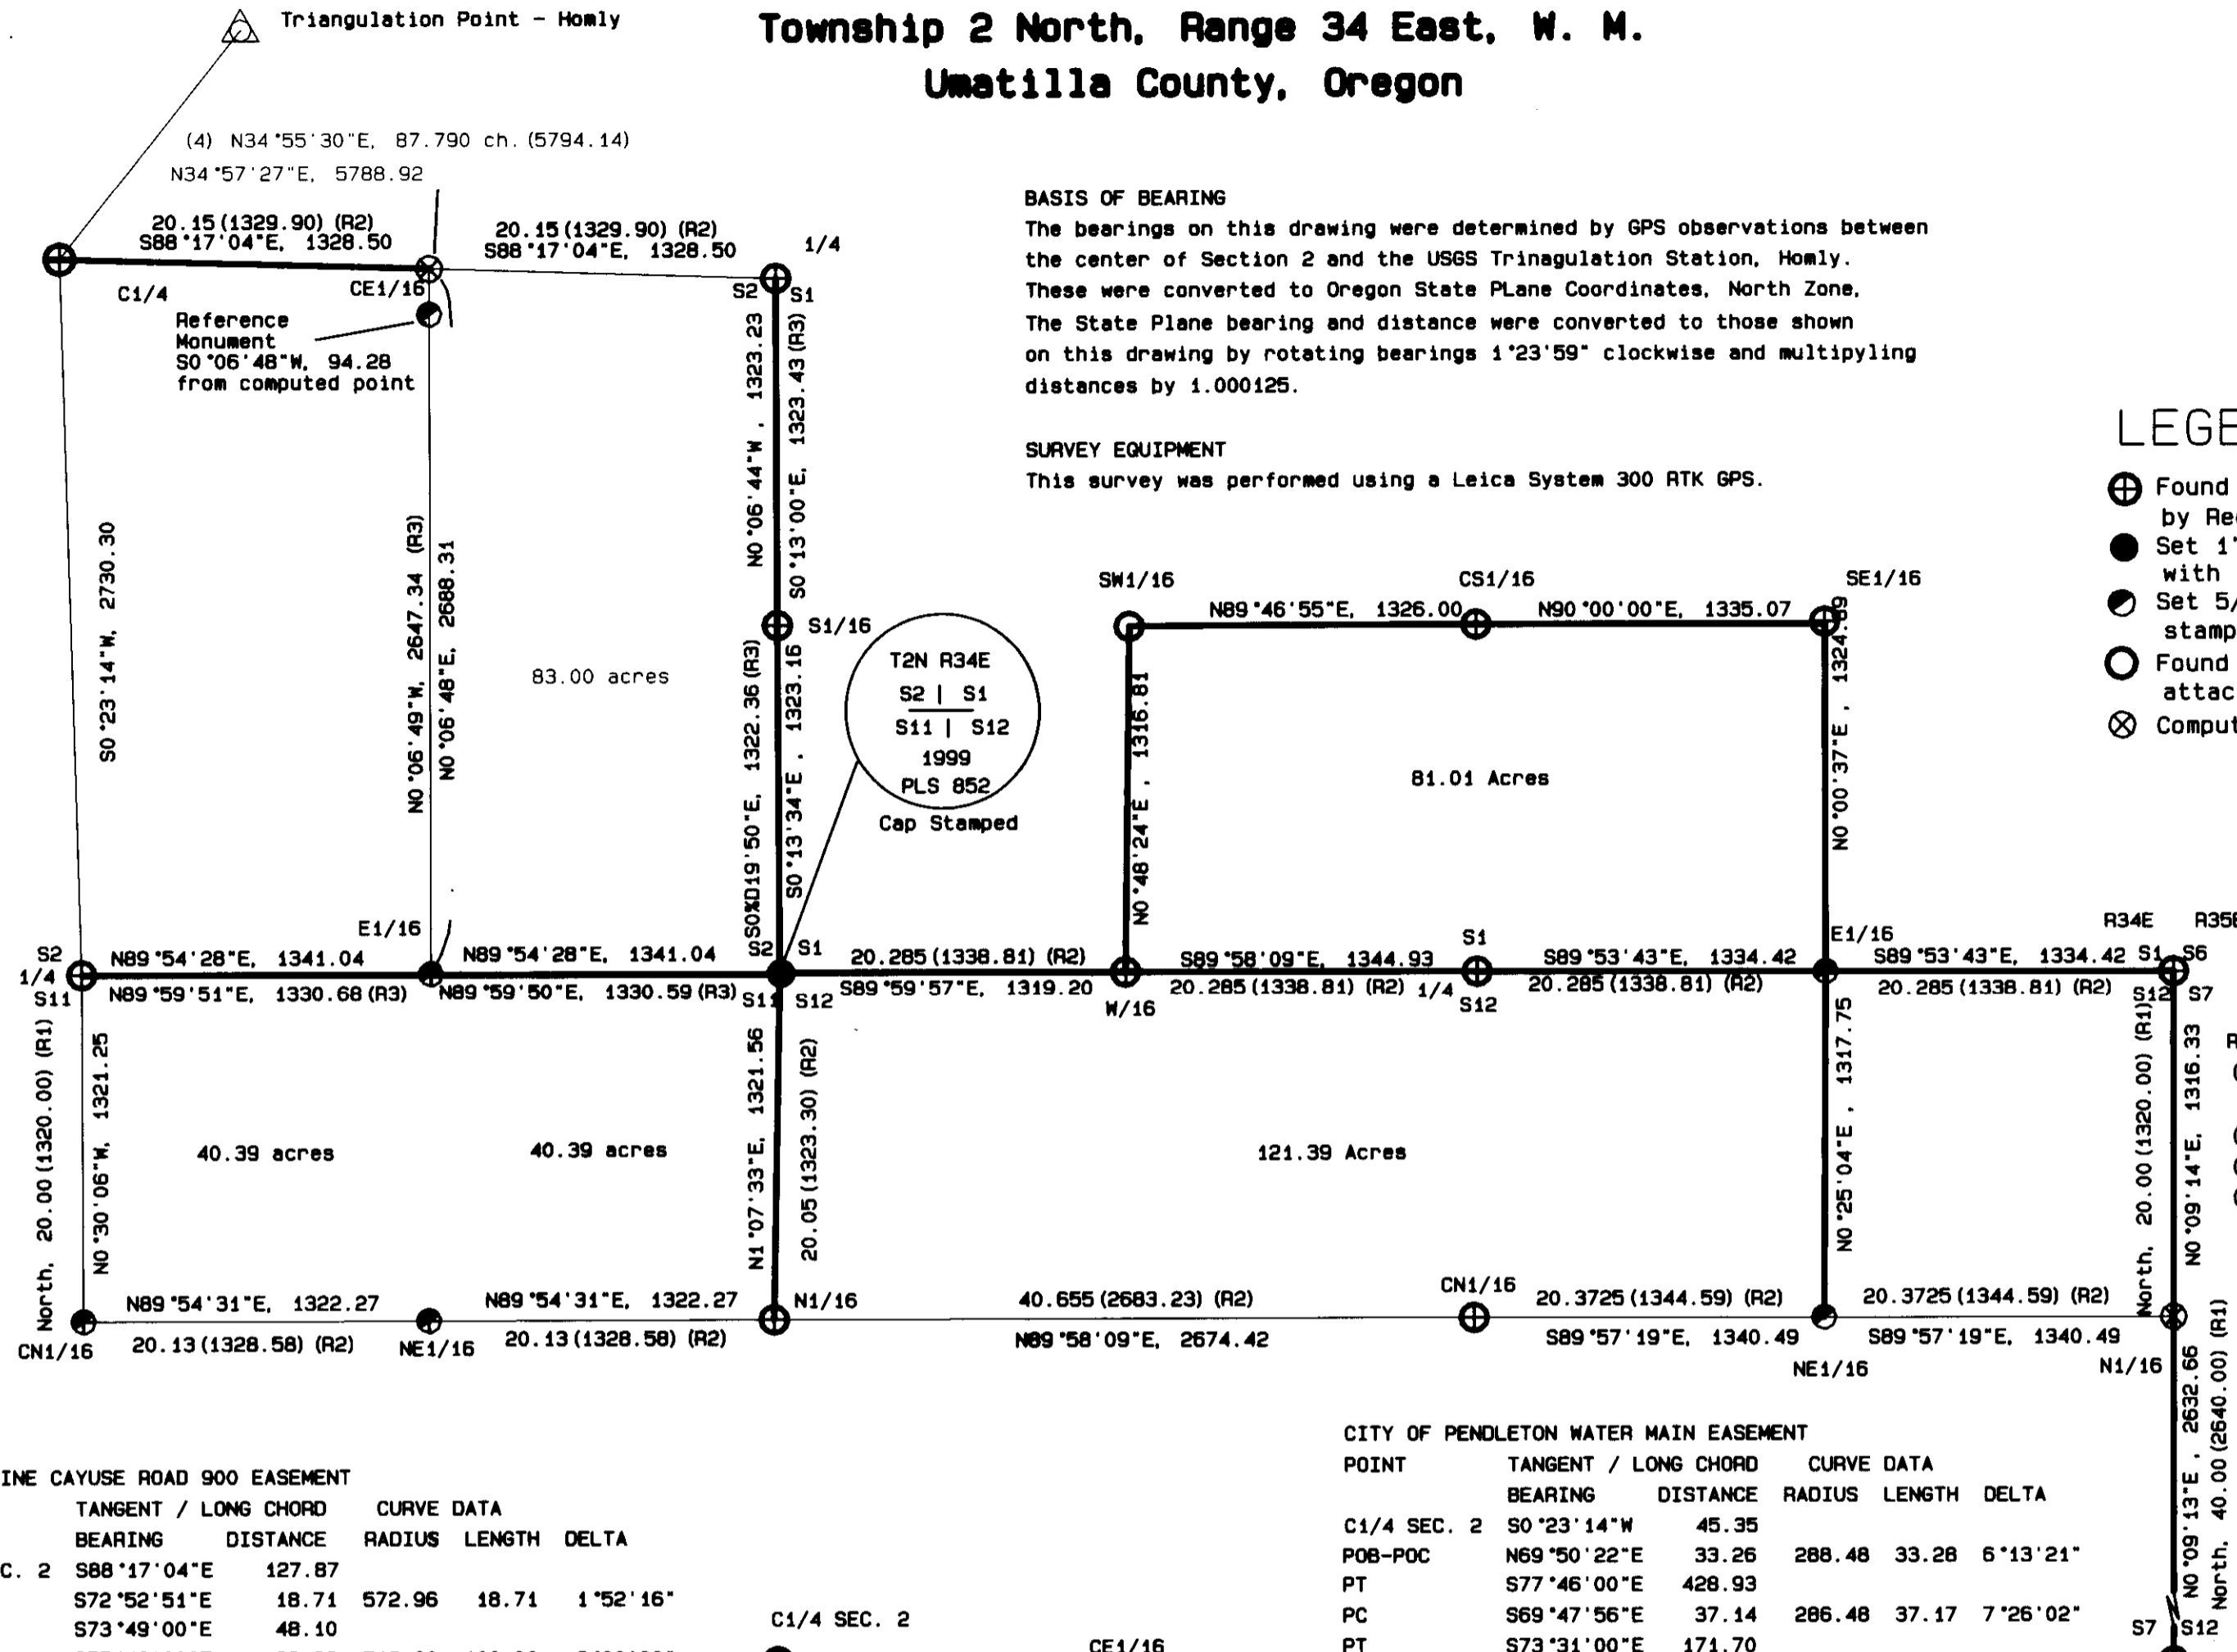 Triangulation Point - Homly
Township 2 North, Range 34 East, W. M.
Umatilla County, Oregon
(4) N34°55'30"E, 87.790 ch. (5794.14)
N34°57'27"E, 5788.92
20.15(1329.90) (R2)
S88°17'04"E, 1328.50
20.15(1329.90) (R2)
S88°17'04"E, 1328.50
1/4
C1/4
CE1/16
S2
S1
Reference
Monument
S0°06'48"W, 94.28
from computed point
BASIS OF BEARING
The bearings on this drawing were determined by GPS observations between
the center of Section 2 and the USGS Trinagulation Station, Homly.
These were converted to Oregon State PLane Coordinates, North Zone,
The State Plane bearing and distance were converted to those shown
on this drawing by rotating bearings 1°23'59" clockwise and multipyling
distances by 1.000125.
SURVEY EQUIPMENT
This survey was performed using a Leica System 300 RTK GPS.
LEGE
Found
by Re
Set 1"
with
Set 5/
stamp
Found
attac
Comput
S0°23'14"W, 2730.30
N0°06'49"W, 2647.34 (R3)
N0°06'48"E, 2688.31
83.00 acres
N0°06'44"W , 1323.23
S0°13'00"E, 1323.43(R3)
S1/16
S0%D19'50"E, 1322.36(R3)
S0°13'34"E , 1323.16
T2N R34E
S2 | S1
S11 | S12
1999
PLS 852
Cap Stamped
SW1/16
CS1/16
SE1/16
N89°46'55"E, 1326.00
N90°00'00"E, 1335.07
N0°48'24"E , 1316.81
81.01 Acres
N0°00'37"E , 1324.69
E1/16
S2
1/4
S11
N89°54'28"E, 1341.04
N89°59'51"E, 1330.68(R3)
N89°54'28"E, 1341.04
N89°59'50"E, 1330.59(R3)
S2
S1
S11
S12
20.285(1338.81) (R2)
S89°59'57"E, 1319.20
W/16
S89°58'09"E, 1344.93
20.285(1338.81) (R2)
1/4
S1
S12
S89°53'43"E, 1334.42
20.285(1338.81) (R2)
E1/16
S89°53'43"E, 1334.42
20.285(1338.81) (R2)
R34E
R35E
S1
S6
S12
S7
North, 20.00(1320.00) (R1)
N0°30'06"W, 1321.25
40.39 acres
40.39 acres
N1°07'33"E, 1321.56
20.05(1323.30) (R2)
121.39 Acres
N0°25'04"E , 1317.75
North, 20.00(1320.00) (R1)
N0°09'14"E, 1316.33
R
N89°54'31"E, 1322.27
CN1/16
20.13(1328.58) (R2)
NE1/16
N89°54'31"E, 1322.27
20.13(1328.58) (R2)
N1/16
40.655(2683.23) (R2)
N89°58'09"E, 2674.42
CN1/16
20.3725(1344.59) (R2)
S89°57'19"E, 1340.49
NE1/16
20.3725(1344.59) (R2)
S89°57'19"E, 1340.49
N1/16
N0°09'13"E , 2632.66
North, 40.00(2640.00) (R1)
S7
S12
INE CAYUSE ROAD 900 EASEMENT
TANGENT / LONG CHORD CURVE DATA
BEARING DISTANCE RADIUS LENGTH DELTA
C. 2 S88°17'04"E 127.87
S72°52'51"E 18.71 572.96 18.71 1°52'16"
S73°49'00"E 48.10
C1/4 SEC. 2
CE1/16
CITY OF PENDLETON WATER MAIN EASEMENT
POINT TANGENT / LONG CHORD CURVE DATA
BEARING DISTANCE RADIUS LENGTH DELTA
C1/4 SEC. 2 S0°23'14"W 45.35
POB-POC N69°50'22"E 33.26 288.48 33.28 6°13'21"
PT S77°46'00"E 428.93
PC S69°47'56"E 37.14 286.48 37.17 7°26'02"
PT S73°31'00"E 171.70